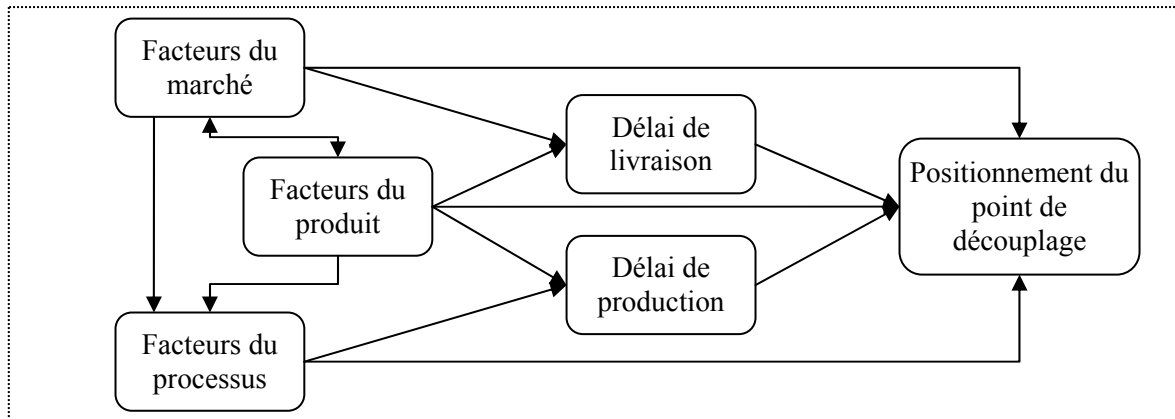 Facteurs du
marché
Délai de
livraison
Facteurs du
produit
Positionnement du
point de
découplage
Délai de
production
Facteurs du
processus